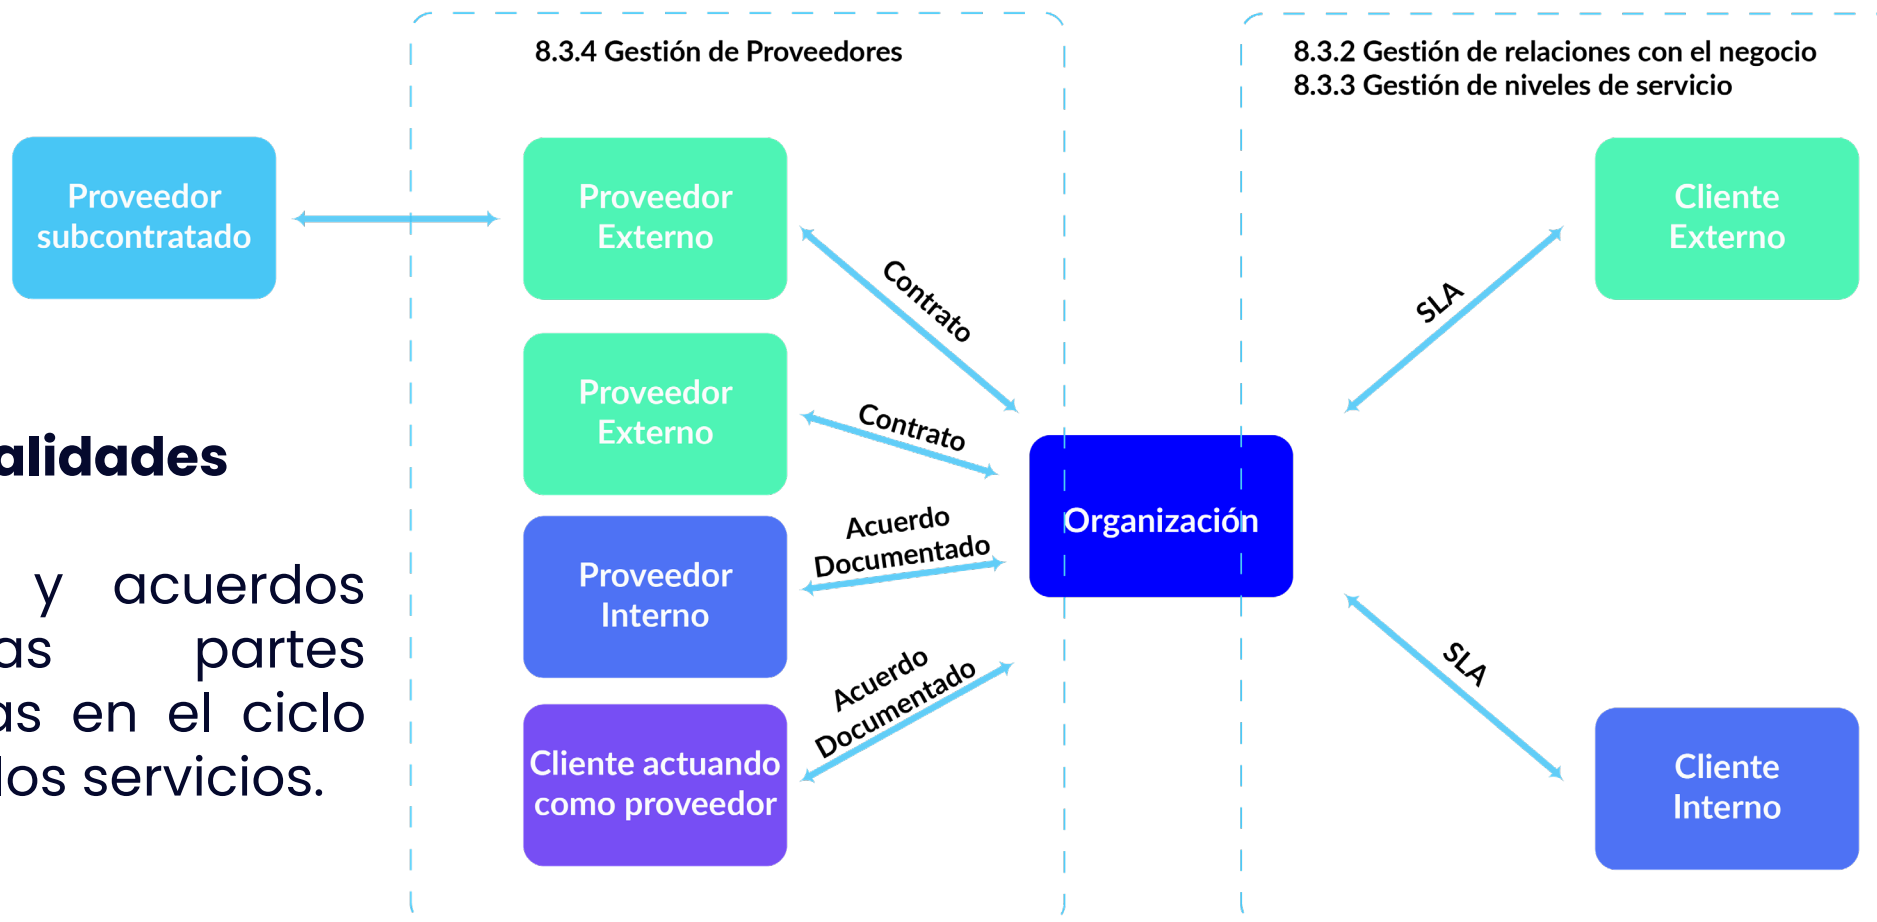 8.3.4 Gestión de Proveedores
8.3.2 Gestión de relaciones con el negocio
8.3.3 Gestión de niveles de servicio
Proveedor
subcontratado
Proveedor
Externo
Contrato
Proveedor
Externo
Contrato
Proveedor
Interno
Acuerdo
Documentado
Cliente actuando
como proveedor
Acuerdo
Documentado
Organización
SLA
Cliente
Externo
SLA
Cliente
Interno
alidades
y acuerdos
as partes
as en el ciclo
los servicios.